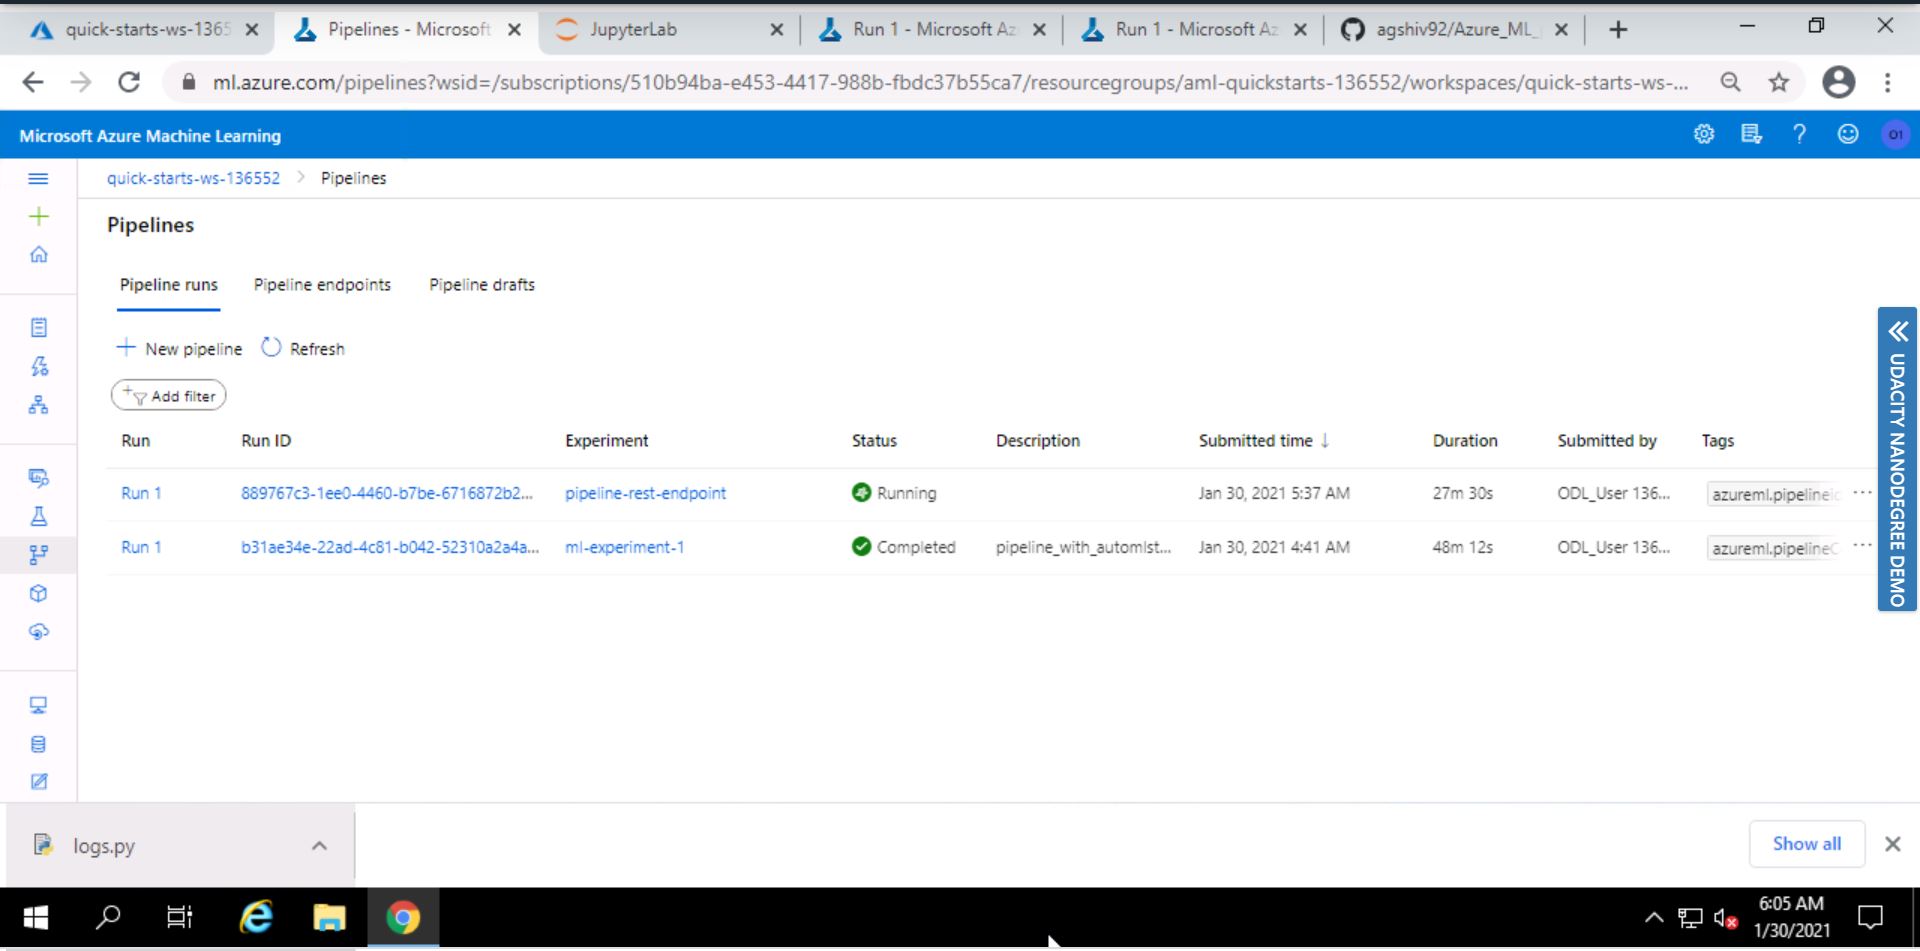 quick-starts-ws-1365
Pipelines - Microsoft
JupyterLab
Run 1 - Microsoft Az
Run 1 - Microsoft Az
agshiv92/Azure_ML_
ml.azure.com/pipelines?wsid=/subscriptions/510b94ba-e453-4417-988b-fbdc37b55ca7/resourcegroups/aml-quickstarts-136552/workspaces/quick-starts-ws-...
Microsoft Azure Machine Learning
O1
quick-starts-ws-136552 > Pipelines
Pipelines
Pipeline runs Pipeline endpoints Pipeline drafts
New pipeline Refresh
Add filter
Run Run ID Experiment Status Description Submitted time ↓ Duration Submitted by Tags
Run 1 889767c3-1ee0-4460-b7be-6716872b2... pipeline-rest-endpoint Running Jan 30, 2021 5:37 AM 27m 30s ODL_User 136... azureml.pipelineid ...
Run 1 b31ae34e-22ad-4c81-b042-52310a2a4a... ml-experiment-1 Completed pipeline_with_automlst... Jan 30, 2021 4:41 AM 48m 12s ODL_User 136... azureml.pipelineC ...
UDACITY NANODEGREE DEMO
logs.py
Show all
6:05 AM
1/30/2021